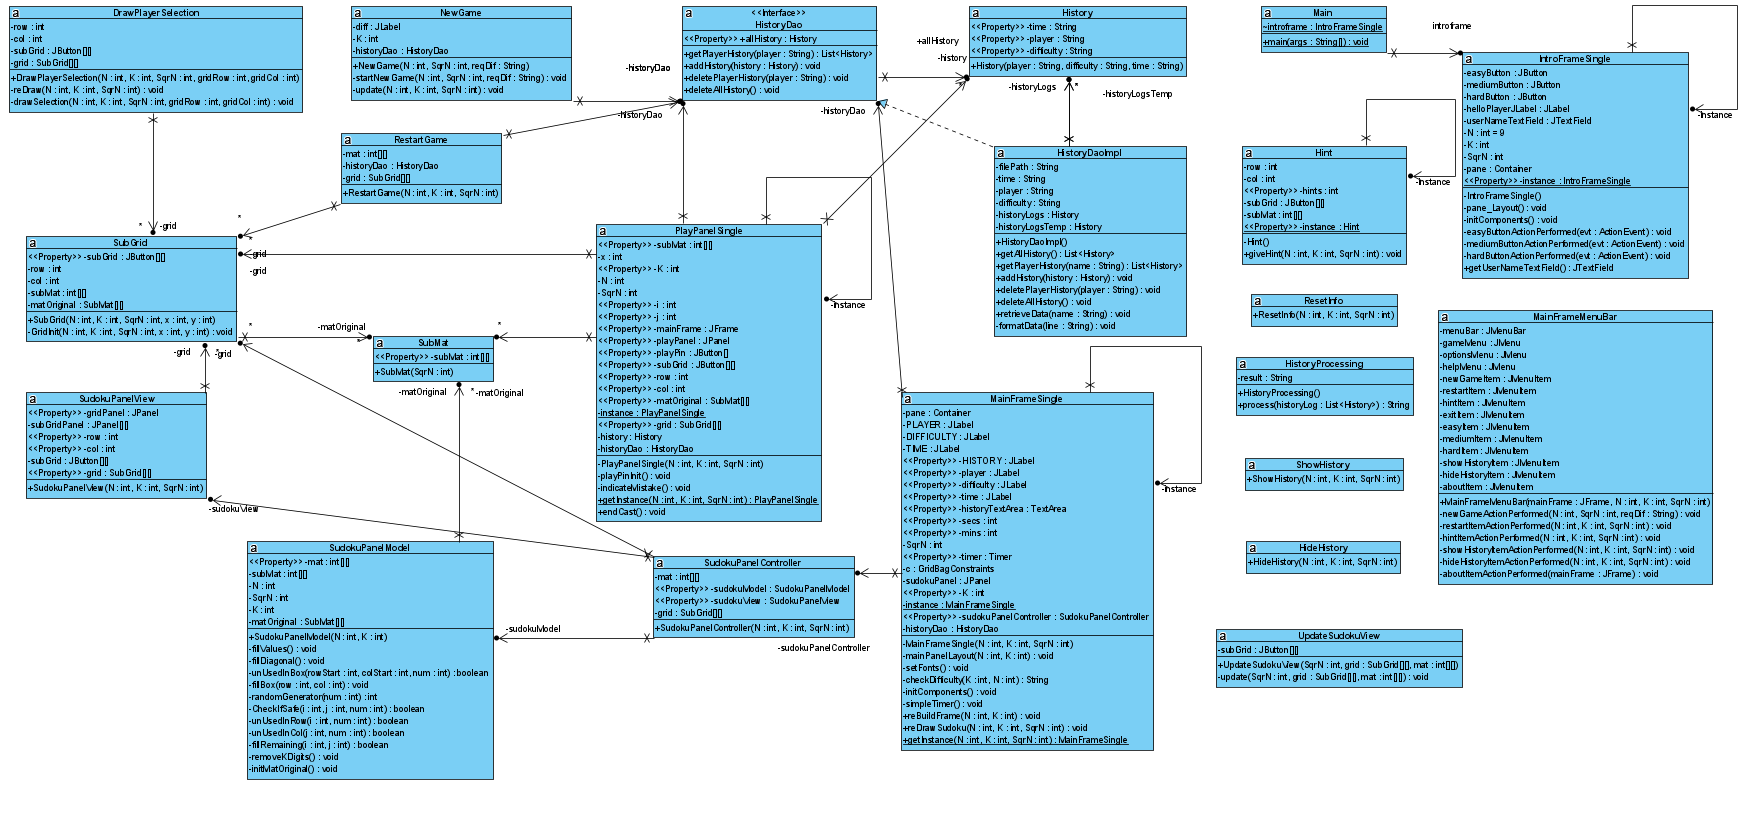 a DrawPlayerSelection
-row : int
-col : int
-subGrid : JButton[][]
-grid : SubGrid[][]
+DrawPlayerSelection(N : int, K : int, SqrN : int, gridRow : int, gridCol : int)
-reDraw(N : int, K : int, SqrN : int) : void
-drawSelection(N : int, K : int, SqrN : int, gridRow : int, gridCol : int) : void
a NewGame
-diff : JLabel
-K : int
-historyDao : HistoryDao
+NewGame(N : int, SqrN : int, reqDif : String)
-startNewGame(N : int, SqrN : int, reqDif : String) : void
-update(N : int, K : int, SqrN : int) : void
a <<Interface>>
HistoryDao
<<Property>> +allHistory : History
+getPlayerHistory(player : String) : List<History>
+addHistory(history : History) : void
+deletePlayerHistory(player : String) : void
+deleteAllHistory() : void
a History
<<Property>> -time : String
<<Property>> -player : String
<<Property>> -difficulty : String
+History(player : String, difficulty : String, time : String)
a Main
~introframe : IntroFrameSingle
+main(args : String[]) : void
introframe
+allHistory
-history
-historyDao
-historyDao
-historyDao
-historyLogs
*
-historyLogsTemp
a IntroFrameSingle
-easyButton : JButton
-mediumButton : JButton
-hardButton : JButton
-helloPlayerJLabel : JLabel
-userNameTextField : JTextField
-N : int = 9
-K : int
-SqrN : int
-pane : Container
<<Property>> -instance : IntroFrameSingle
-IntroFrameSingle()
-pane_Layout() : void
-initComponents() : void
-easyButtonActionPerformed(evt : ActionEvent) : void
-mediumButtonActionPerformed(evt : ActionEvent) : void
-hardButtonActionPerformed(evt : ActionEvent) : void
+getUserNameTextField() : JTextField
-instance
a RestartGame
-mat : int[][]
-historyDao : HistoryDao
-grid : SubGrid[][]
+RestartGame(N : int, K : int, SqrN : int)
a HistoryDaoImpl
-filePath : String
-time : String
-player : String
-difficulty : String
-historyLogs : History
-historyLogsTemp : History
+HistoryDaoImpl()
+getAllHistory() : List<History>
+getPlayerHistory(name : String) : List<History>
+addHistory(history : History) : void
+deletePlayerHistory(player : String) : void
+deleteAllHistory() : void
+retrieveData(name : String) : void
-formatData(line : String) : void
a Hint
-row : int
-col : int
<<Property>> -hints : int
-subGrid : JButton[][]
-subMat : int[][]
<<Property>> -instance : Hint
-Hint()
+giveHint(N : int, K : int, SqrN : int) : void
-instance
*
-grid
*
*
-grid
-grid
a SubGrid
<<Property>> -subGrid : JButton[][]
-row : int
-col : int
-subMat : int[][]
-matOriginal : SubMat[][]
+SubGrid(N : int, K : int, SqrN : int, x : int, y : int)
-GridInit(N : int, K : int, SqrN : int, x : int, y : int) : void
a PlayPanelSingle
<<Property>> -subMat : int[][]
-x : int
<<Property>> -K : int
-N : int
-SqrN : int
<<Property>> -i : int
<<Property>> -j : int
<<Property>> -mainFrame : JFrame
<<Property>> -playPanel : JPanel
<<Property>> -playPin : JButton[]
<<Property>> -subGrid : JButton[][]
<<Property>> -row : int
<<Property>> -col : int
<<Property>> -matOriginal : SubMat[][]
-instance : PlayPanelSingle
<<Property>> -grid : SubGrid[][]
-history : History
-historyDao : HistoryDao
-PlayPanelSingle(N : int, K : int, SqrN : int)
-playPinInit() : void
-indicateMistake() : void
+getInstance(N : int, K : int, SqrN : int) : PlayPanelSingle
+endCast() : void
-instance
a ResetInfo
+ResetInfo(N : int, K : int, SqrN : int)
a MainFrameMenuBar
-menuBar : JMenuBar
-gameMenu : JMenu
-optionsMenu : JMenu
-helpMenu : JMenu
-newGameItem : JMenuItem
-restartItem : JMenuItem
-hintItem : JMenuItem
-exitItem : JMenuItem
-easyItem : JMenuItem
-mediumItem : JMenuItem
-hardItem : JMenuItem
-showHistoryItem : JMenuItem
-hideHistoryItem : JMenuItem
-aboutItem : JMenuItem
+MainFrameMenuBar(mainFrame : JFrame, N : int, K : int, SqrN : int)
-newGameActionPerformed(N : int, SqrN : int, reqDif : String) : void
-restartItemActionPerformed(N : int, K : int, SqrN : int) : void
-hintItemActionPerformed(N : int, K : int, SqrN : int) : void
-showHistoryItemActionPerformed(N : int, K : int, SqrN : int) : void
-hideHistoryItemActionPerformed(N : int, K : int, SqrN : int) : void
-aboutItemActionPerformed(mainFrame : JFrame) : void
*
-matOriginal
*
*
-grid
*
-grid
a SubMat
<<Property>> -subMat : int[][]
+SubMat(SqrN : int)
-matOriginal
*
-matOriginal
a HistoryProcessing
-result : String
+HistoryProcessing()
+process(historyLog : List<History>) : String
a SudokuPanelView
<<Property>> -gridPanel : JPanel
-subGridPanel : JPanel[][]
<<Property>> -row : int
<<Property>> -col : int
-subGrid : JButton[][]
<<Property>> -grid : SubGrid[][]
+SudokuPanelView(N : int, K : int, SqrN : int)
-sudokuView
a MainFrameSingle
-pane : Container
-PLAYER : JLabel
-DIFFICULTY : JLabel
-TIME : JLabel
<<Property>> -HISTORY : JLabel
<<Property>> -player : JLabel
<<Property>> -difficulty : JLabel
<<Property>> -time : JLabel
<<Property>> -historyTextArea : TextArea
<<Property>> -secs : int
<<Property>> -mins : int
-SqrN : int
<<Property>> -timer : Timer
-c : GridBagConstraints
-sudokuPanel : JPanel
<<Property>> -K : int
-instance : MainFrameSingle
<<Property>> -sudokuPanelController : SudokuPanelController
-historyDao : HistoryDao
-MainFrameSingle(N : int, K : int, SqrN : int)
-mainPanelLayout(N : int, K : int) : void
-setFonts() : void
-checkDifficulty(K : int, N : int) : String
-initComponents() : void
-simpleTimer() : void
+reBuildFrame(N : int, K : int) : void
+reDrawSudoku(N : int, K : int, SqrN : int) : void
+getInstance(N : int, K : int, SqrN : int) : MainFrameSingle
-instance
a ShowHistory
+ShowHistory(N : int, K : int, SqrN : int)
a SudokuPanelModel
<<Property>> -mat : int[][]
-subMat : int[][]
-N : int
-SqrN : int
-K : int
-matOriginal : SubMat[][]
+SudokuPanelModel(N : int, K : int)
-fillValues() : void
-fillDiagonal() : void
-unUsedInBox(rowStart : int, colStart : int, num : int) : boolean
-fillBox(row : int, col : int) : void
-randomGenerator(num : int) : int
-CheckIfSafe(i : int, j : int, num : int) : boolean
-unUsedInRow(i : int, num : int) : boolean
-unUsedInCol(j : int, num : int) : boolean
-fillRemaining(i : int, j : int) : boolean
-removeKDigits() : void
-initMatOriginal() : void
a SudokuPanelController
-mat : int[][]
<<Property>> -sudokuModel : SudokuPanelModel
<<Property>> -sudokuView : SudokuPanelView
-grid : SubGrid[][]
+SudokuPanelController(N : int, K : int, SqrN : int)
-sudokuModel
-sudokuPanelController
a HideHistory
+HideHistory(N : int, K : int, SqrN : int)
a UpdateSudokuView
-subGrid : JButton[][]
+UpdateSudokuView(SqrN : int, grid : SubGrid[][], mat : int[][])
-update(SqrN : int, grid : SubGrid[][], mat : int[][]) : void